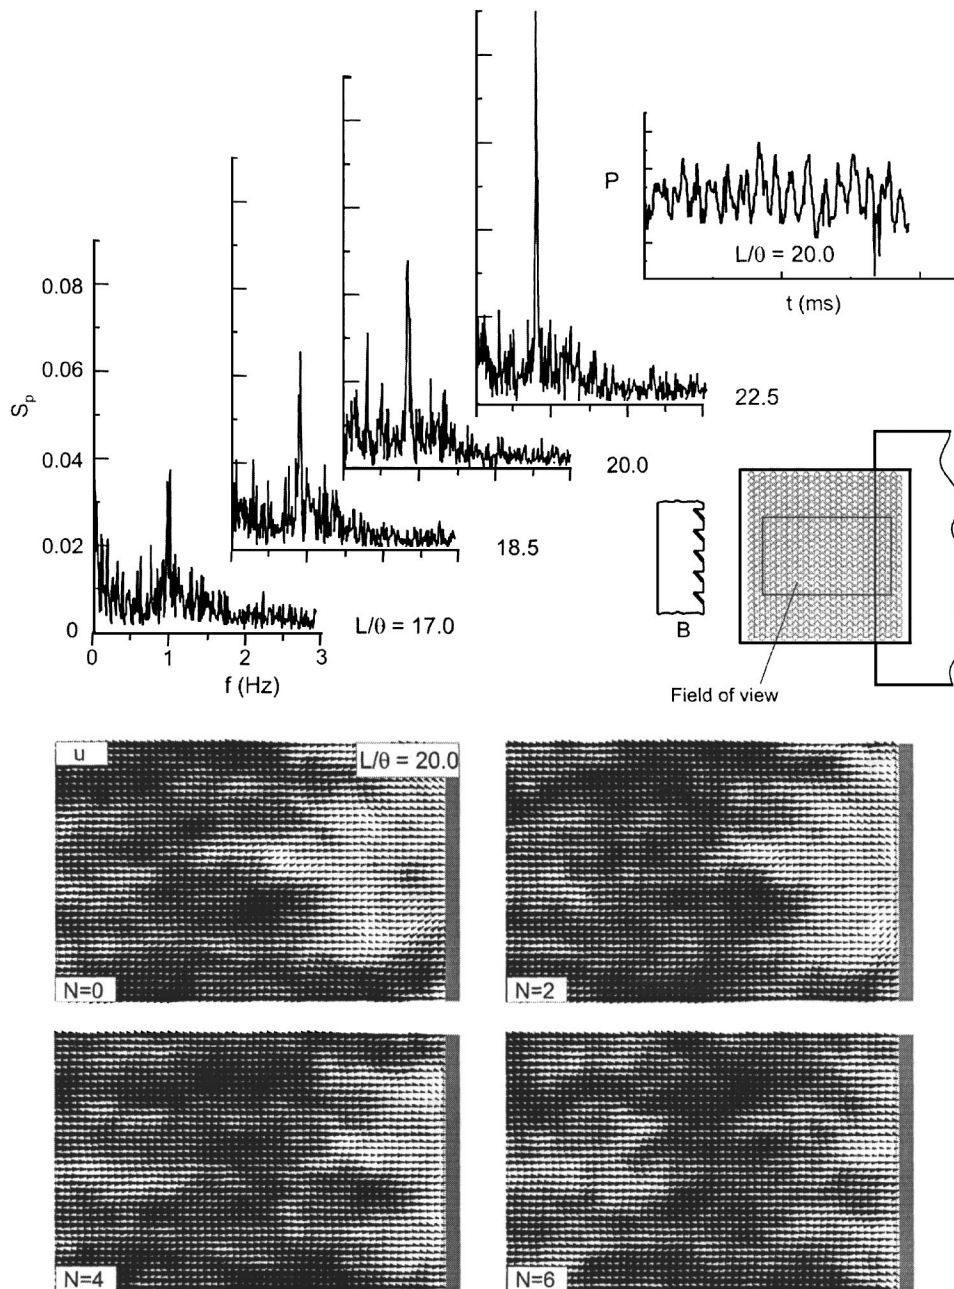 P
L/θ = 20.0
t (ms)
0.08
0.06
0.04
0.02
0
S_p
22.5
20.0
18.5
L/θ = 17.0
0
1
2
3
f (Hz)
B
Field of view
u
L/θ = 20.0
N=0
N=2
N=4
N=6